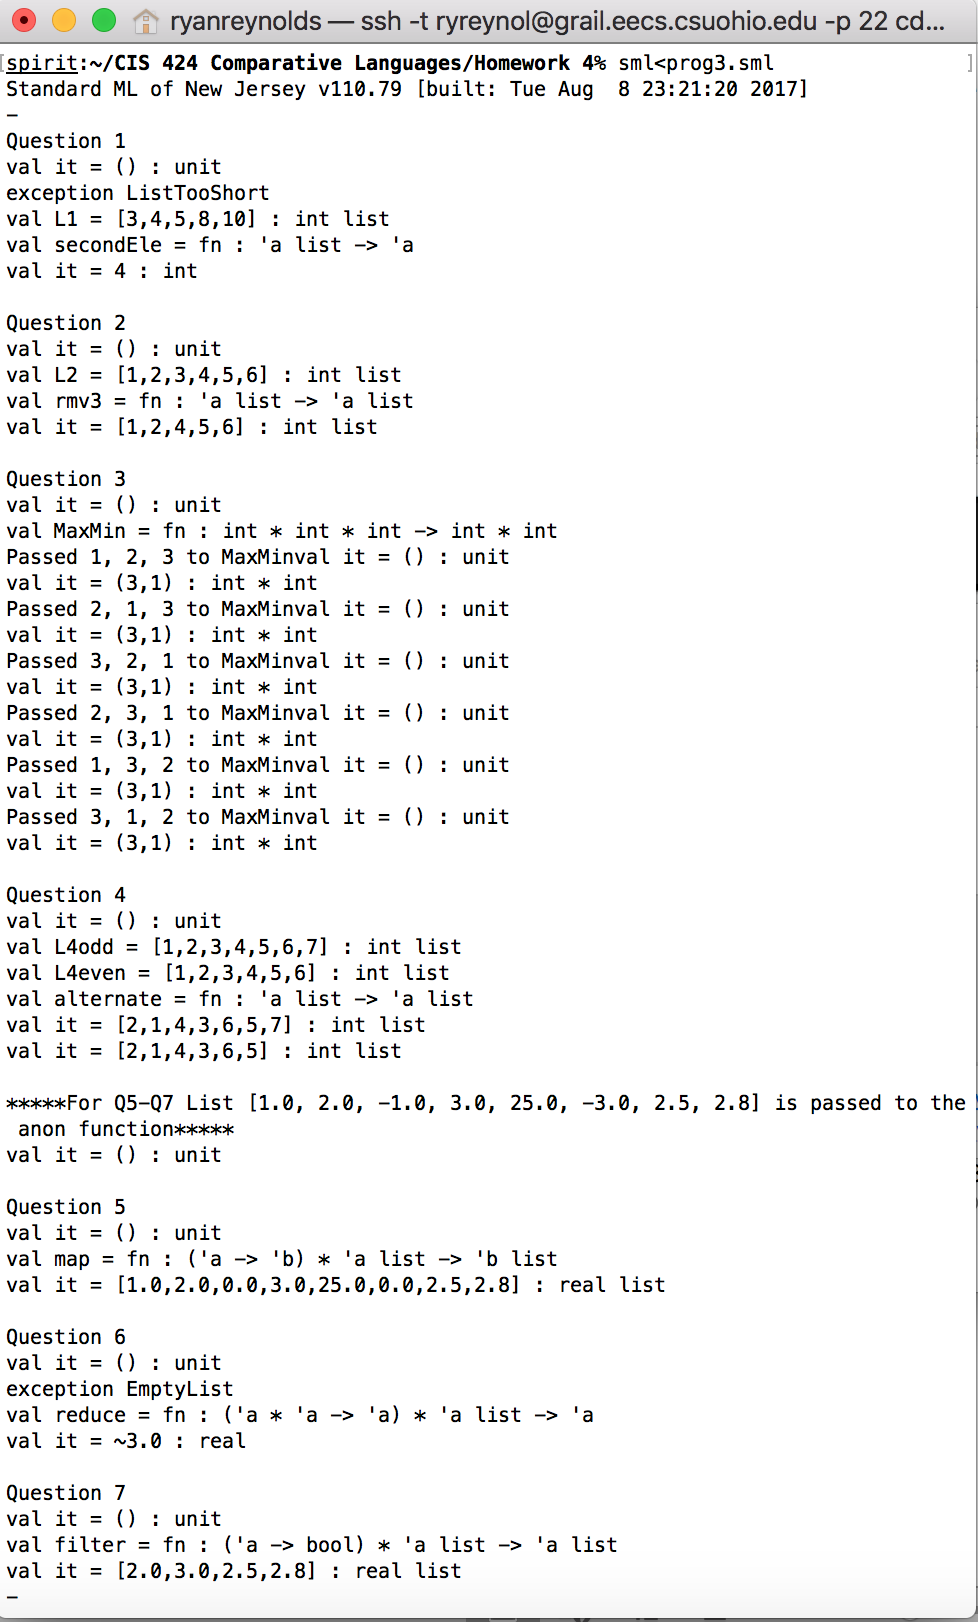 ryanreynolds — ssh -t ryreynol@grail.eecs.csuohio.edu -p 22 cd...
[spirit:~/CIS 424 Comparative Languages/Homework 4% sml<prog3.sml ]
Standard ML of New Jersey v110.79 [built: Tue Aug  8 23:21:20 2017]
-
Question 1
val it = () : unit
exception ListTooShort
val L1 = [3,4,5,8,10] : int list
val secondEle = fn : 'a list -> 'a
val it = 4 : int

Question 2
val it = () : unit
val L2 = [1,2,3,4,5,6] : int list
val rmv3 = fn : 'a list -> 'a list
val it = [1,2,4,5,6] : int list

Question 3
val it = () : unit
val MaxMin = fn : int * int * int -> int * int
Passed 1, 2, 3 to MaxMinval it = () : unit
val it = (3,1) : int * int
Passed 2, 1, 3 to MaxMinval it = () : unit
val it = (3,1) : int * int
Passed 3, 2, 1 to MaxMinval it = () : unit
val it = (3,1) : int * int
Passed 2, 3, 1 to MaxMinval it = () : unit
val it = (3,1) : int * int
Passed 1, 3, 2 to MaxMinval it = () : unit
val it = (3,1) : int * int
Passed 3, 1, 2 to MaxMinval it = () : unit
val it = (3,1) : int * int

Question 4
val it = () : unit
val L4odd = [1,2,3,4,5,6,7] : int list
val L4even = [1,2,3,4,5,6] : int list
val alternate = fn : 'a list -> 'a list
val it = [2,1,4,3,6,5,7] : int list
val it = [2,1,4,3,6,5] : int list

*****For Q5-Q7 List [1.0, 2.0, -1.0, 3.0, 25.0, -3.0, 2.5, 2.8] is passed to the
 anon function*****
val it = () : unit

Question 5
val it = () : unit
val map = fn : ('a -> 'b) * 'a list -> 'b list
val it = [1.0,2.0,0.0,3.0,25.0,0.0,2.5,2.8] : real list

Question 6
val it = () : unit
exception EmptyList
val reduce = fn : ('a * 'a -> 'a) * 'a list -> 'a
val it = ~3.0 : real

Question 7
val it = () : unit
val filter = fn : ('a -> bool) * 'a list -> 'a list
val it = [2.0,3.0,2.5,2.8] : real list
-